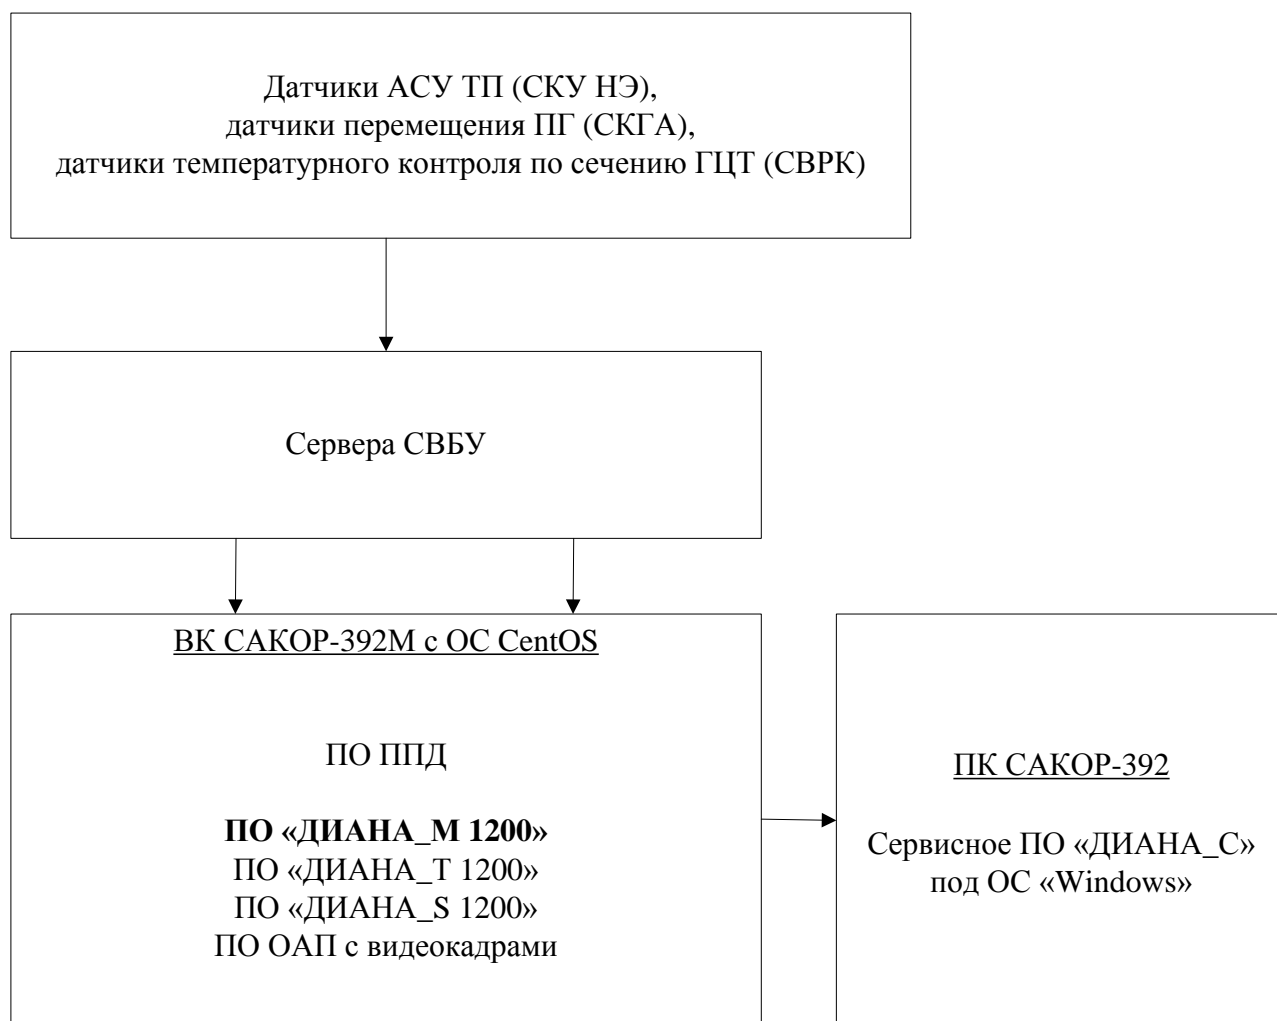 Датчики АСУ ТП (СКУ НЭ),
датчики перемещения ПГ (СКГА),
датчики температурного контроля по сечению ГЦТ (СВРК)
Сервера СВБУ
ВК САКОР-392М с ОС CentOS
ПО ППД
ПО «ДИАНА_М 1200»
ПО «ДИАНА_Т 1200»
ПО «ДИАНА_S 1200»
ПО ОАП с видеокадрами
ПК САКОР-392
Сервисное ПО «ДИАНА_С»
под ОС «Windows»